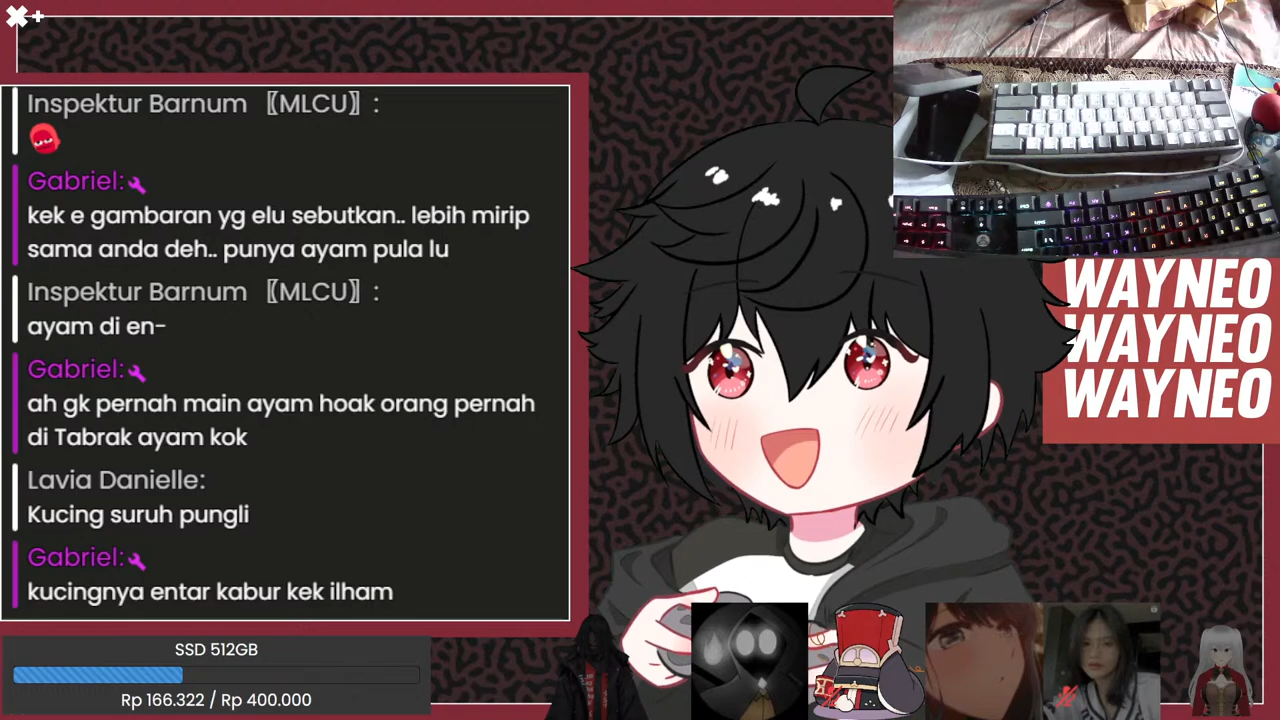 Inspektur Barnum 〖MLCU〗 :
Gabriel:
kek e gambaran yg elu sebutkan.. lebih mirip
sama anda deh.. punya ayam pula lu
Inspektur Barnum 〖MLCU〗 :
ayam di en-
Gabriel:
ah gk pernah main ayam hoak orang pernah
di Tabrak ayam kok
Lavia Danielle:
Kucing suruh pungli
Gabriel:
kucingnya entar kabur kek ilham
SSD 512GB
Rp 166.322 / Rp 400.000
WAYNEO
WAYNEO
WAYNEO